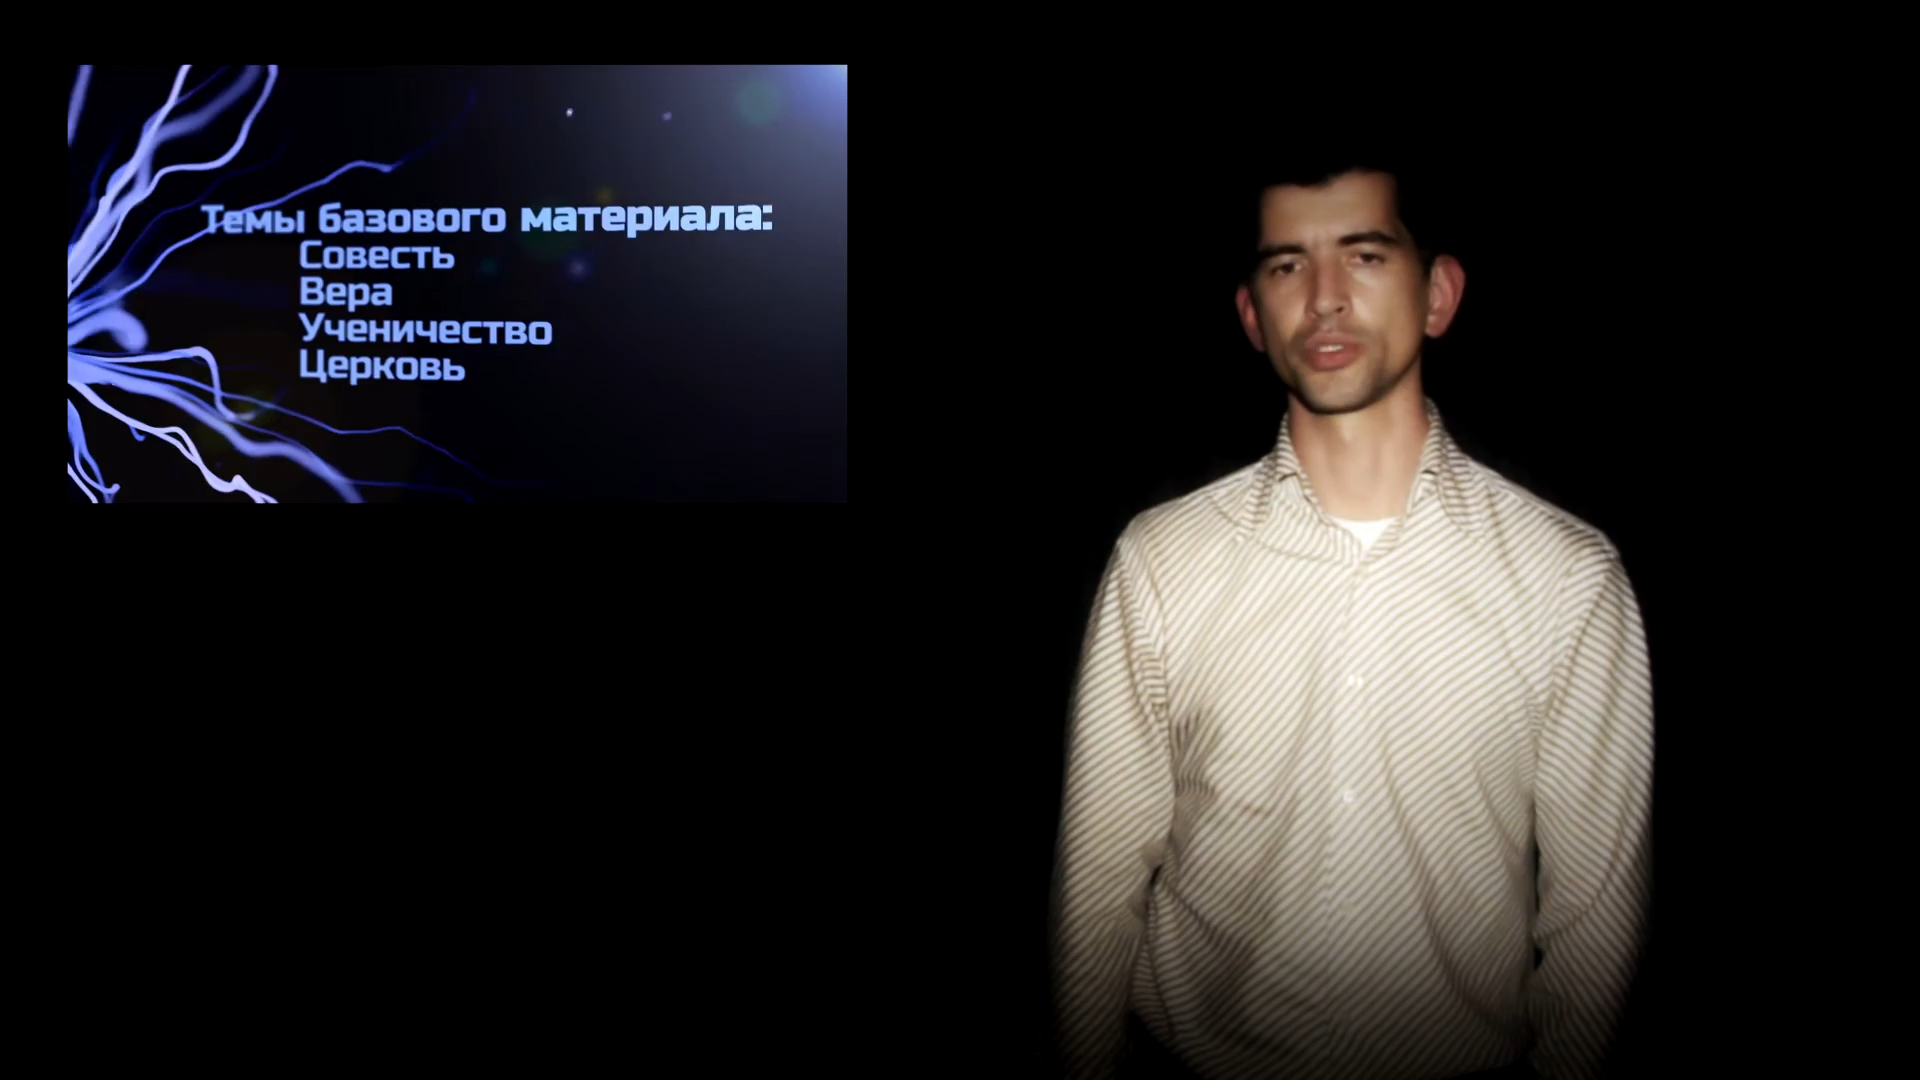 Темы базового материала:
Совесть
Вера
Ученичество
Церковь